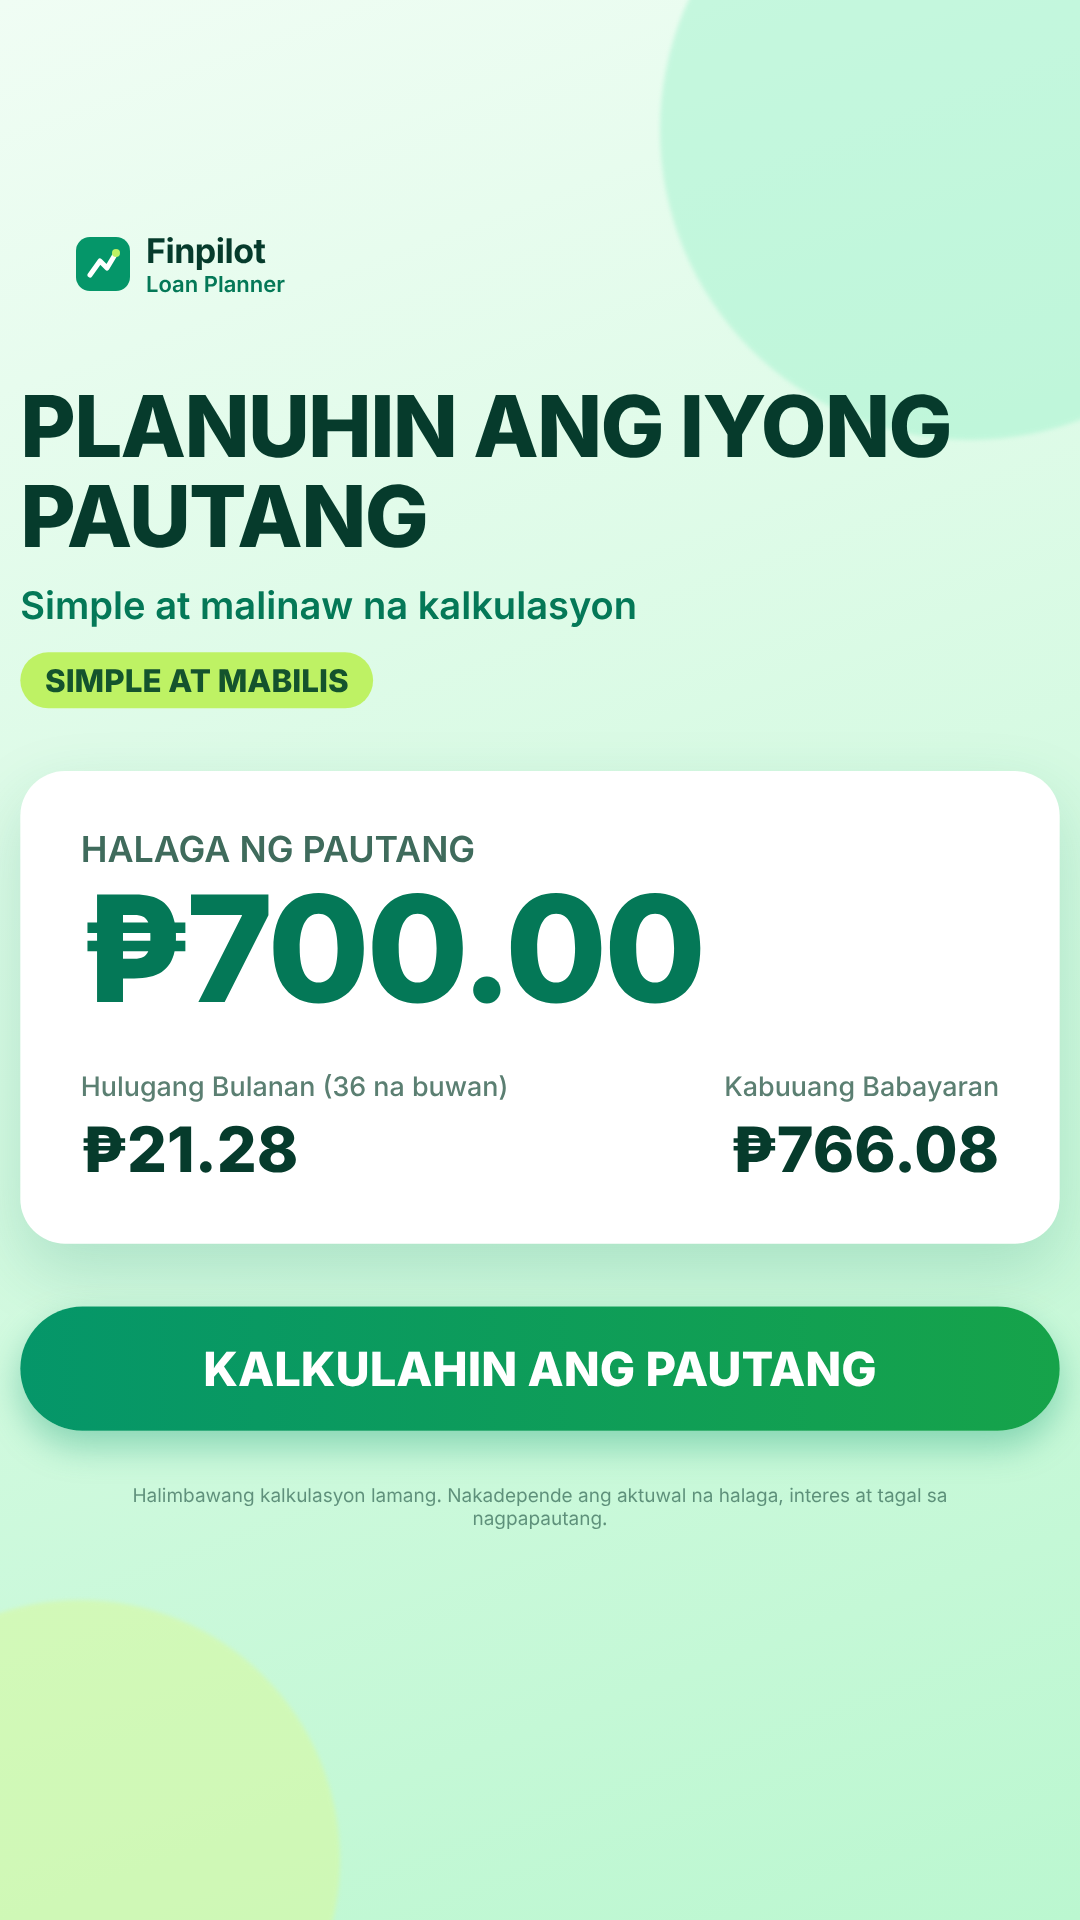 Finpilot
Loan Planner
PLANUHIN ANG IYONG
PAUTANG
Simple at malinaw na kalkulasyon
SIMPLE AT MABILIS
HALAGA NG PAUTANG
₱700.00
Hulugang Bulanan (36 na buwan)
₱21.28
Kabuuang Babayaran
₱766.08
KALKULAHIN ANG PAUTANG
Halimbawang kalkulasyon lamang. Nakadepende ang aktuwal na halaga, interes at tagal sa
nagpapautang.